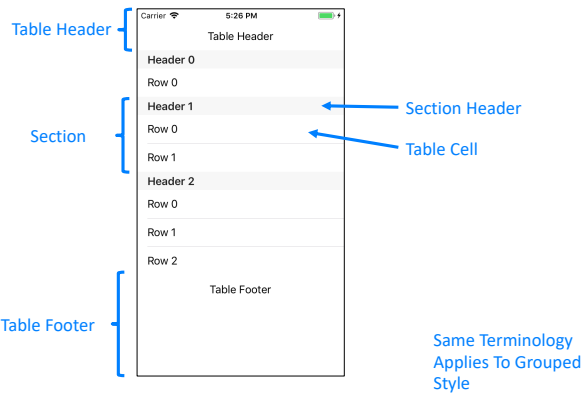 Carrier 5:26 PM
Table Header
Table Header
Header 0
Row 0
Header 1
Section Header
Row 0
Section
Table Cell
Row 1
Header 2
Row 0
Row 1
Row 2
Table Footer
Table Footer
Same Terminology
Applies To Grouped
Style